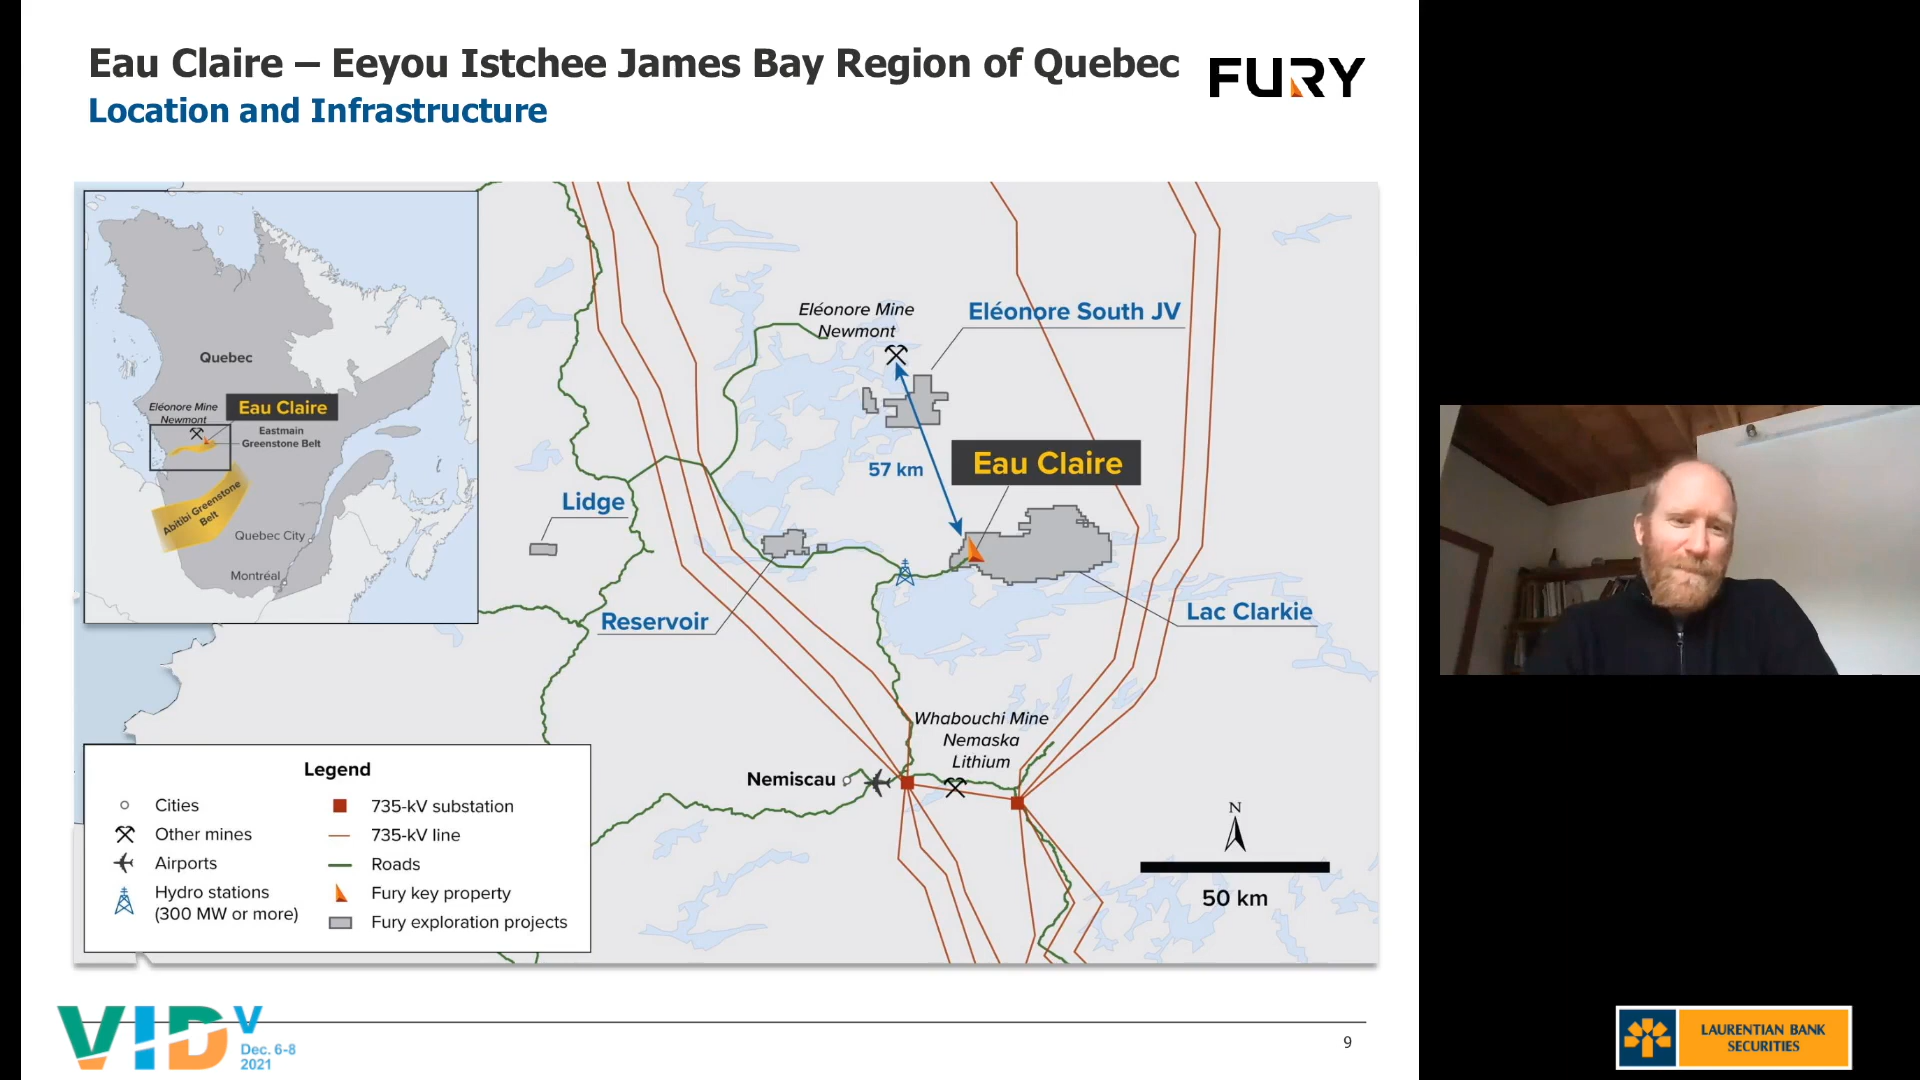 Eau Claire – Eeyou Istchee James Bay Region of Quebec
FURY
Location and Infrastructure
Quebec
Eléonore Mine
Newmont
Eau Claire
Eastmain
Greenstone Belt
Abitibi Greenstone
Belt
Quebec City
Montréal
Eléonore Mine
Newmont
Eléonore South JV
57 km
Eau Claire
Lidge
Reservoir
Lac Clarkie
Whabouchi Mine
Nemaska
Lithium
Nemiscau
N
50 km
Legend
Cities
Other mines
Airports
Hydro stations
(300 MW or more)
735-kV substation
735-kV line
Roads
Fury key property
Fury exploration projects
VID V
Dec. 6-8
2021
9
LAURENTIAN BANK
SECURITIES